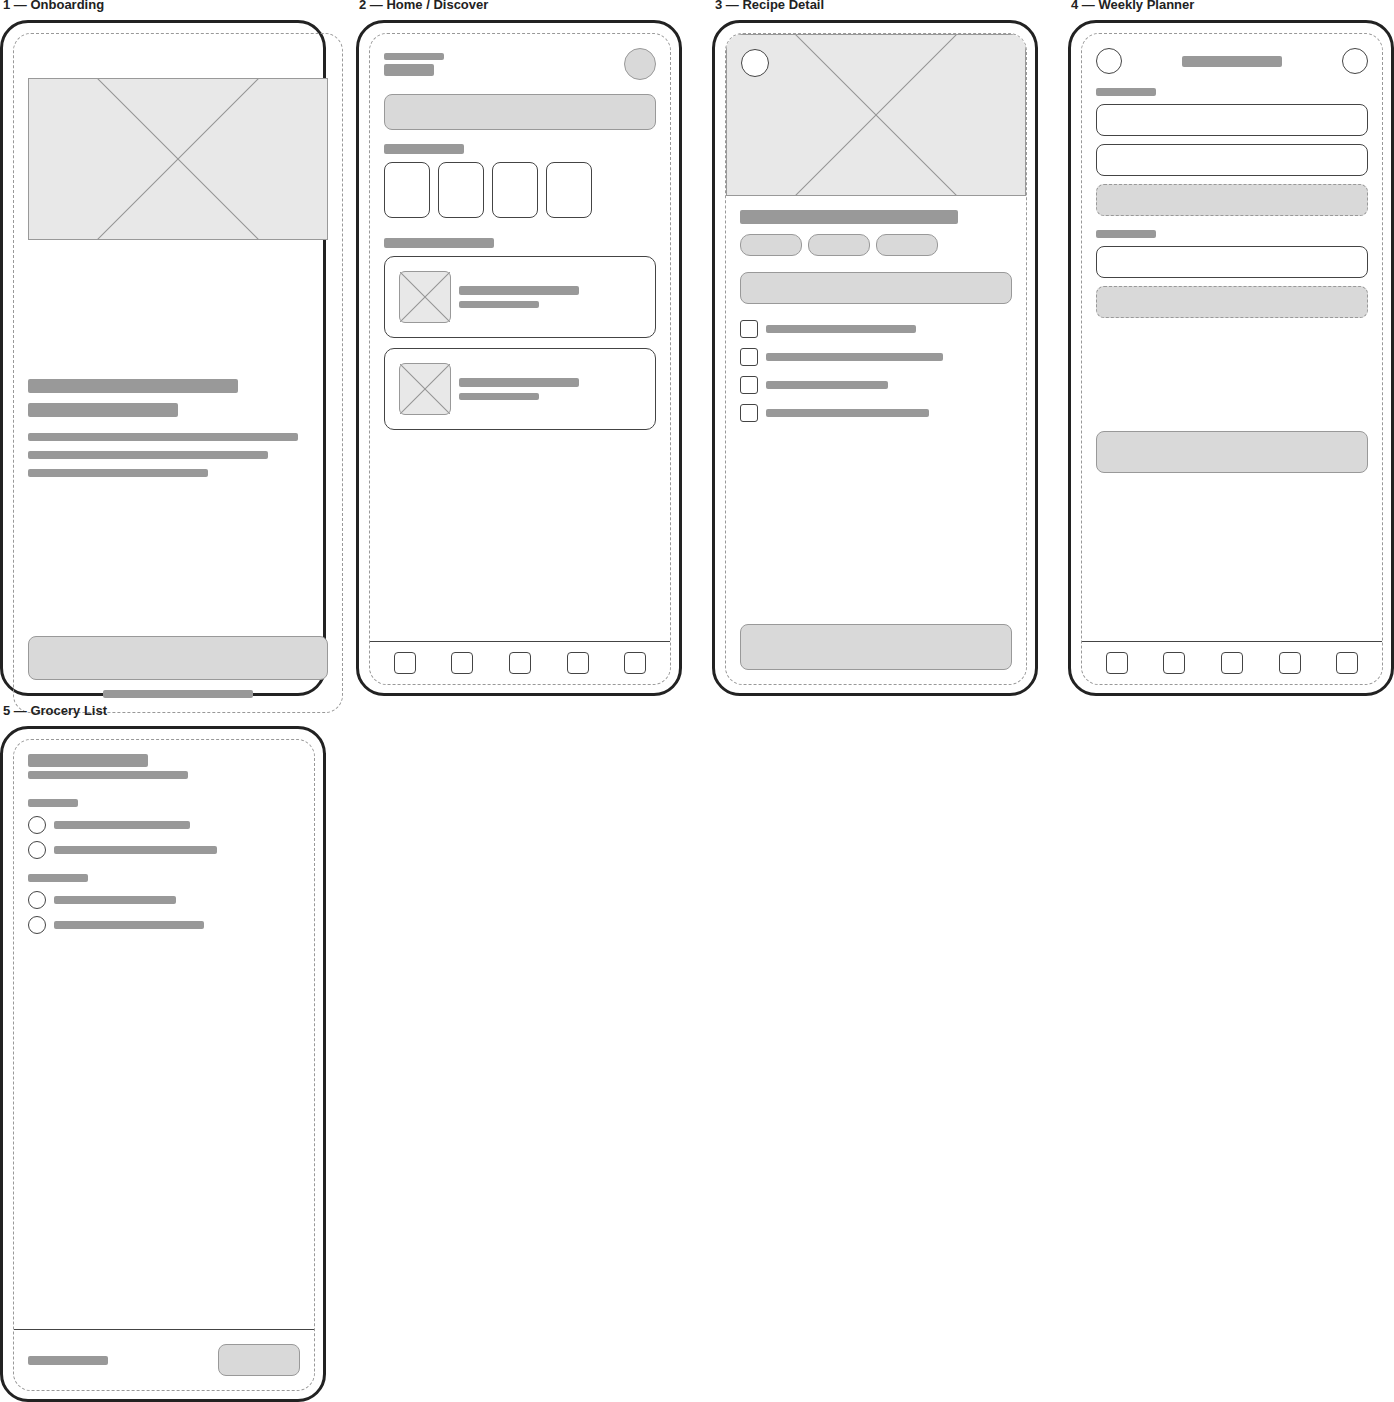 1 — Onboarding
2 — Home / Discover
3 — Recipe Detail
4 — Weekly Planner
5 — Grocery List